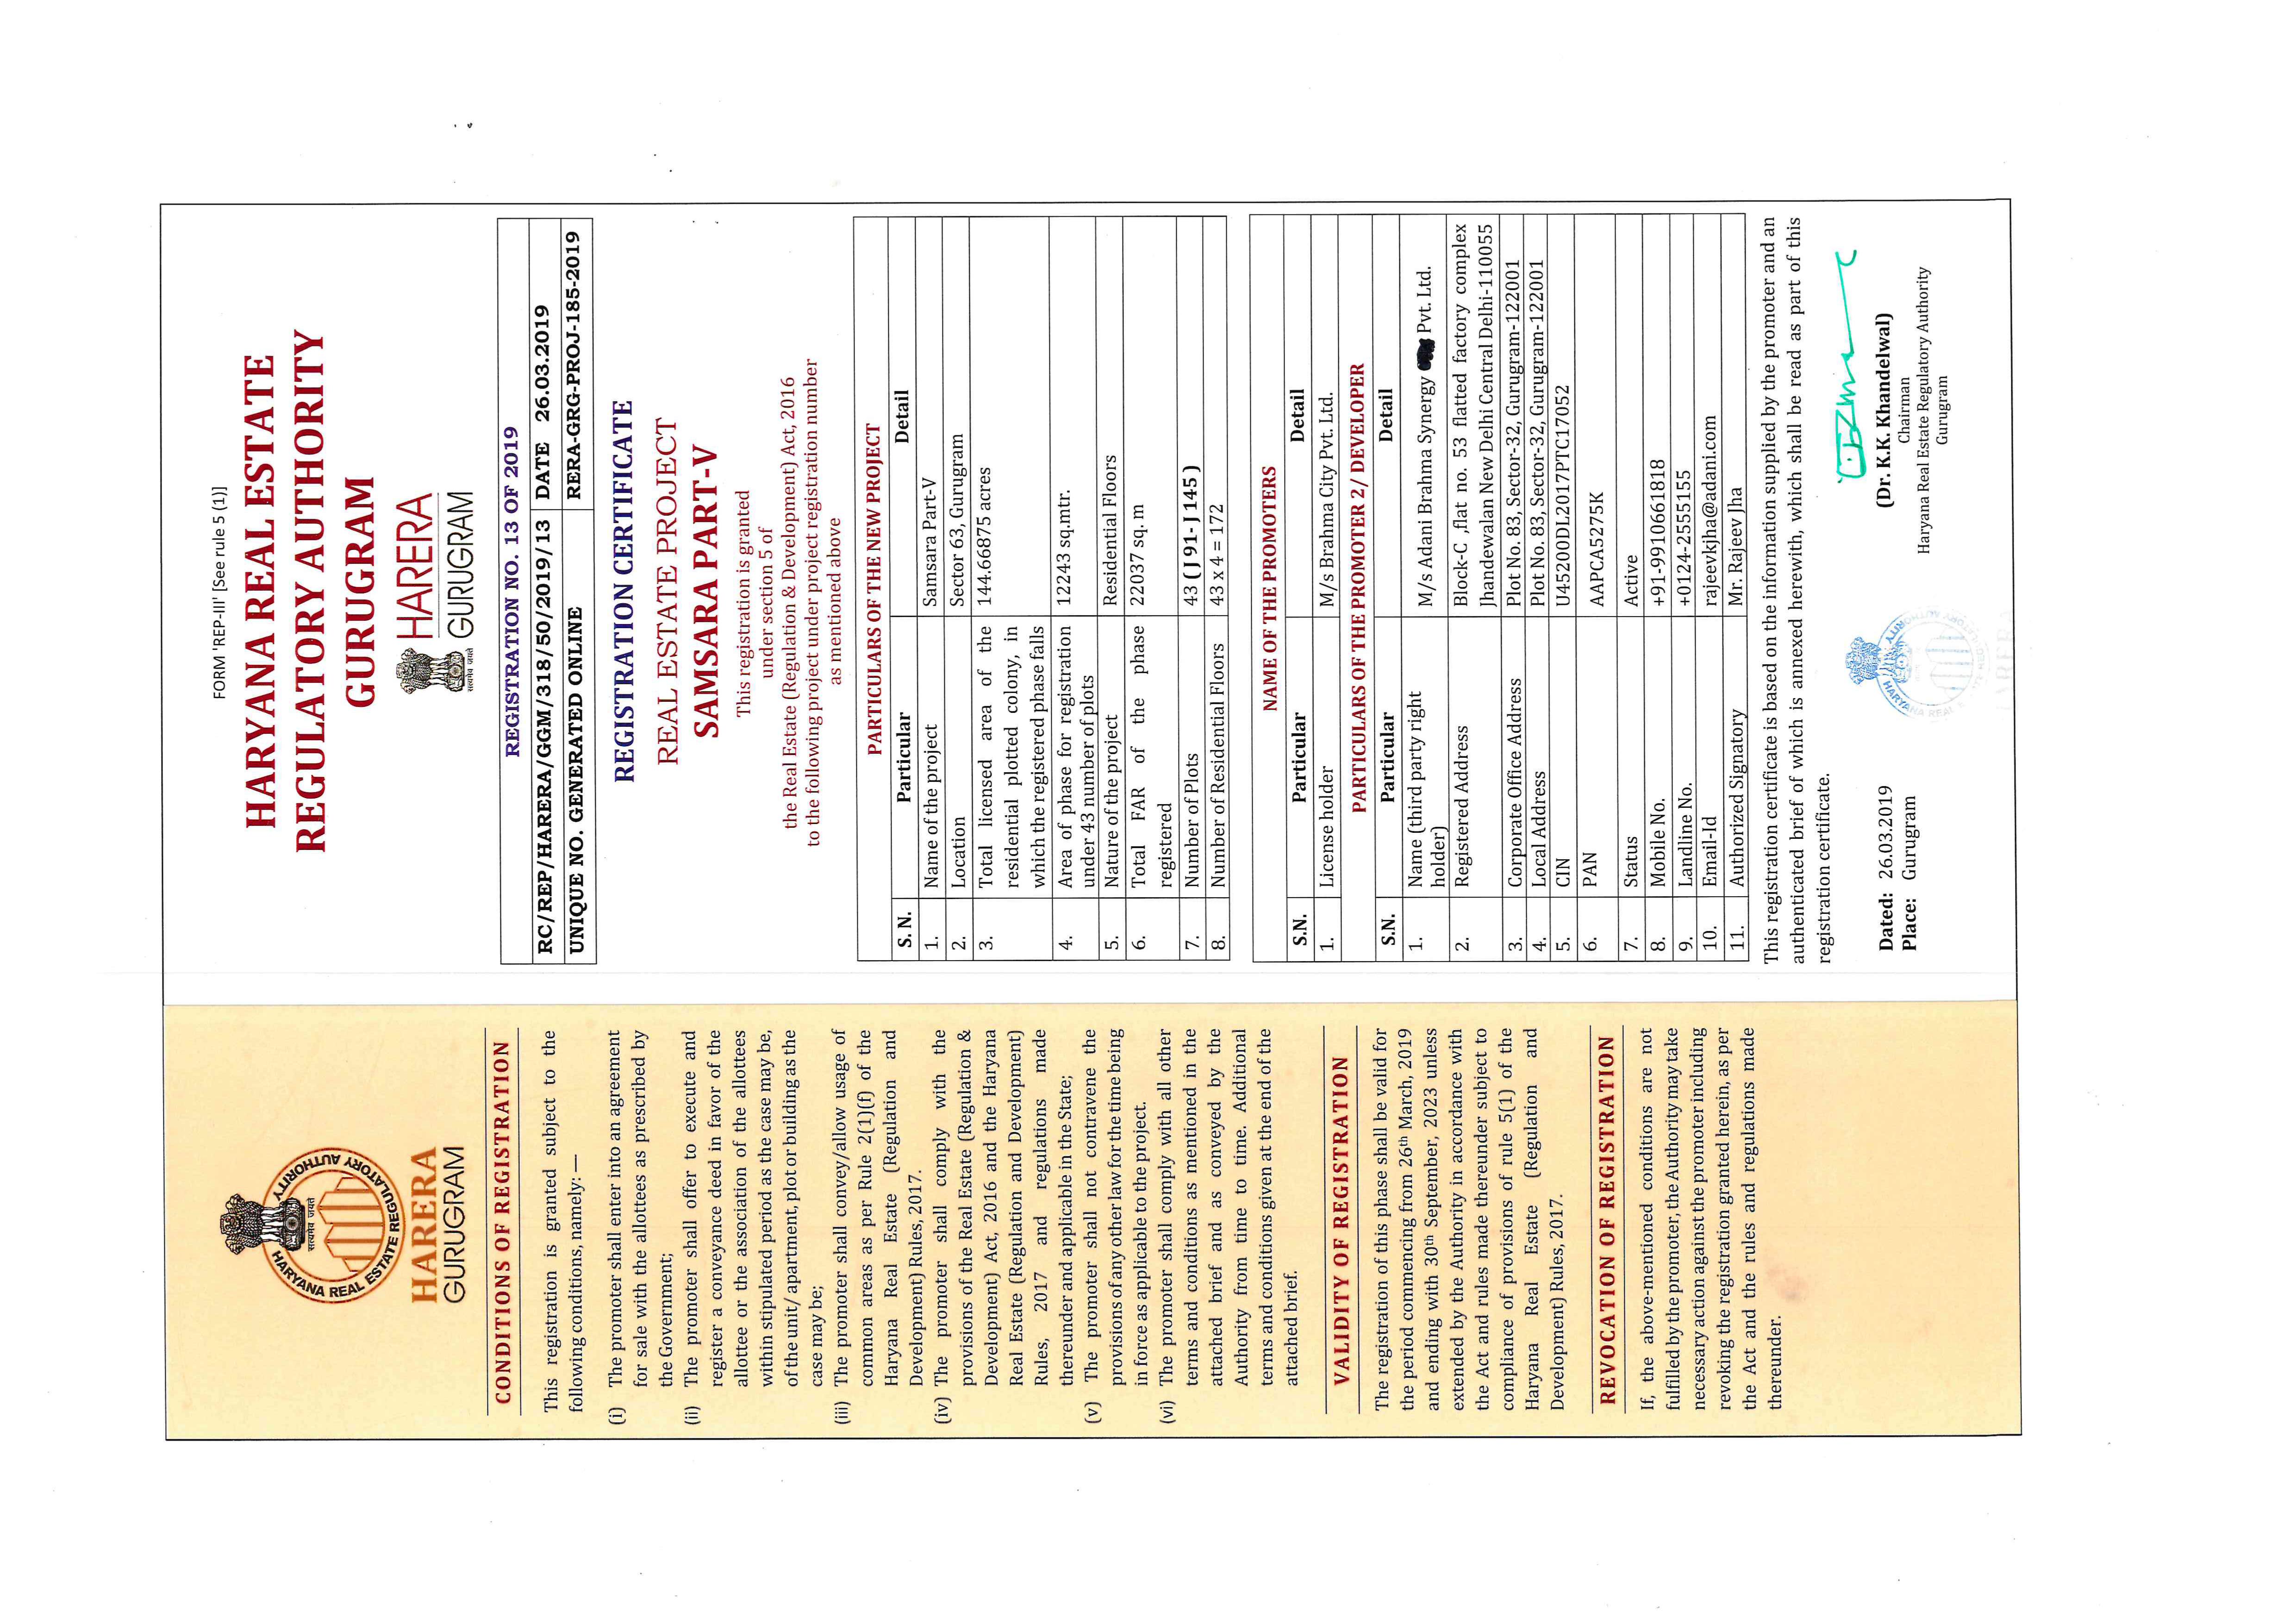 HARYANA REAL ESTATE REGULATORY AUTHORITY
सत्यमेव जयते
HARERA
GURUGRAM
CONDITIONS OF REGISTRATION
This registration is granted subject to the
following conditions, namely: —
(i) The promoter shall enter into an agreement
for sale with the allottees as prescribed by
the Government;
(ii) The promoter shall offer to execute and
register a conveyance deed in favor of the
allottee or the association of the allottees
within stipulated period as the case may be,
of the unit/ apartment, plot or building as the
case may be;
(iii) The promoter shall convey/allow usage of
common areas as per Rule 2(1)(f) of the
Haryana Real Estate (Regulation and
Development) Rules, 2017.
(iv) The promoter shall comply with the
provisions of the Real Estate (Regulation &
Development) Act, 2016 and the Haryana
Real Estate (Regulation and Development)
Rules, 2017 and regulations made
thereunder and applicable in the State;
(v) The promoter shall not contravene the
provisions of any other law for the time being
in force as applicable to the project.
(vi) The promoter shall comply with all other
terms and conditions as mentioned in the
attached brief and as conveyed by the
Authority from time to time. Additional
terms and conditions given at the end of the
attached brief.
VALIDITY OF REGISTRATION
The registration of this phase shall be valid for
the period commencing from 26th March, 2019
and ending with 30th September, 2023 unless
extended by the Authority in accordance with
the Act and rules made thereunder subject to
compliance of provisions of rule 5(1) of the
Haryana Real Estate (Regulation and
Development) Rules, 2017.
REVOCATION OF REGISTRATION
If, the above-mentioned conditions are not
fulfilled by the promoter, the Authority may take
necessary action against the promoter including
revoking the registration granted herein, as per
the Act and the rules and regulations made
thereunder.
FORM 'REP-III' [See rule 5 (1)]
HARYANA REAL ESTATE
REGULATORY AUTHORITY
GURUGRAM
HARERA
सत्यमेव जयते GURUGRAM
REGISTRATION NO. 13 OF 2019
RC/REP/HARERA/GGM/318/50/2019/13 DATE 26.03.2019
UNIQUE NO. GENERATED ONLINE RERA-GRG-PROJ-185-2019
REGISTRATION CERTIFICATE
REAL ESTATE PROJECT
SAMSARA PART-V
This registration is granted
under section 5 of
the Real Estate (Regulation & Development) Act, 2016
to the following project under project registration number
as mentioned above
PARTICULARS OF THE NEW PROJECT
S. N. Particular Detail
1. Name of the project Samsara Part-V
2. Location Sector 63, Gurugram
3. Total licensed area of the 144.66875 acres
residential plotted colony, in
which the registered phase falls
4. Area of phase for registration 12243 sq.mtr.
under 43 number of plots
5. Nature of the project Residential Floors
6. Total FAR of the phase 22037 sq. m
registered
7. Number of Plots 43 ( J 91- J 145 )
8. Number of Residential Floors 43 x 4 = 172
NAME OF THE PROMOTERS
S.N. Particular Detail
1. License holder M/s Brahma City Pvt. Ltd.
PARTICULARS OF THE PROMOTER 2/ DEVELOPER
S.N. Particular Detail
1. Name (third party right
holder) M/s Adani Brahma Synergy Pvt. Ltd.
2. Registered Address Block-C ,flat no. 53 flatted factory complex
Jhandewalan New Delhi Central Delhi-110055
3. Corporate Office Address Plot No. 83, Sector-32, Gurugram-122001
4. Local Address Plot No. 83, Sector-32, Gurugram-122001
5. CIN U45200DL2017PTC17052
6. PAN AAPCA5275K
7. Status Active
8. Mobile No. +91-9910661818
9. Landline No. +0124-2555155
10. Email-Id rajeevkjha@adani.com
11. Authorized Signatory Mr. Rajeev Jha
This registration certificate is based on the information supplied by the promoter and an
authenticated brief of which is annexed herewith, which shall be read as part of this
registration certificate.
Dated: 26.03.2019
Place: Gurugram
(Dr. K.K. Khandelwal)
Chairman
Haryana Real Estate Regulatory Authority
Gurugram